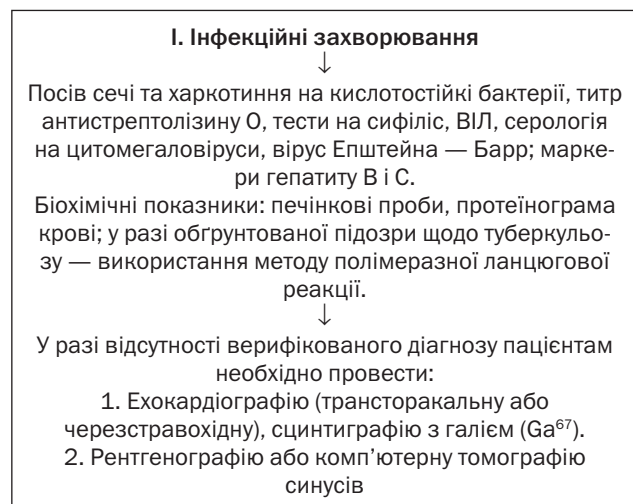 І. Інфекційні захворювання
↓
Посів сечі та харкотиння на кислотостійкі бактерії, титр
антистрептолізину О, тести на сифіліс, ВІЛ, серологія
на цитомегаловіруси, вірус Епштейна — Барр; марке-
ри гепатиту В і С.
Біохімічні показники: печінкові проби, протеїнограма
крові; у разі обґрунтованої підозри щодо туберкульо-
зу — використання методу полімеразної ланцюгової
реакції.
↓
У разі відсутності верифікованого діагнозу пацієнтам
необхідно провести:
1. Ехокардіографію (трансторакальну або
черезстравохідну), сцинтиграфію з галієм (Ga⁶⁷).
2. Рентгенографію або комп’ютерну томографію
синусів